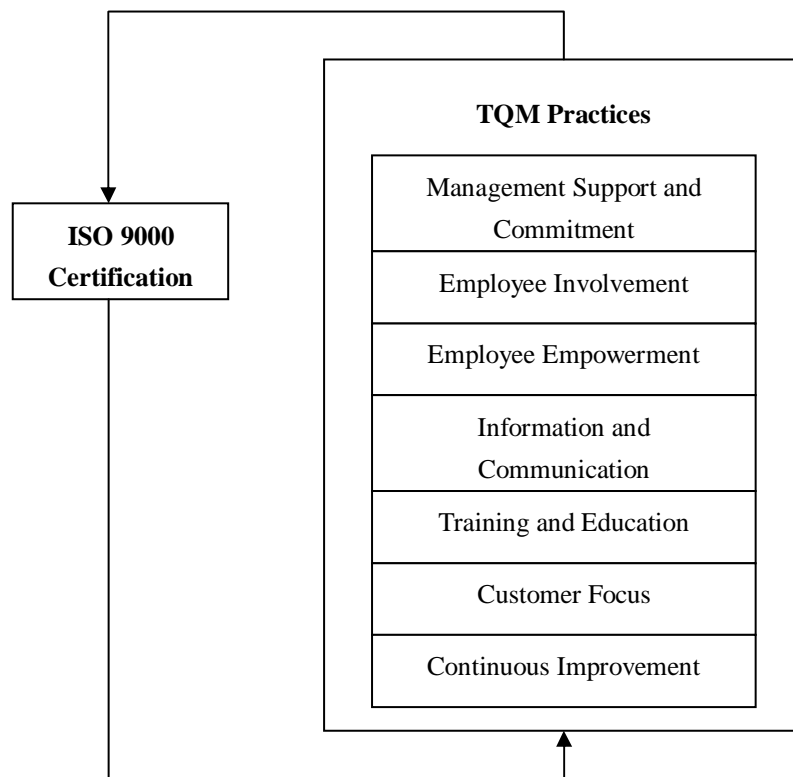 TQM Practices
Management Support and
Commitment
ISO 9000
Certification
Employee Involvement
Employee Empowerment
Information and
Communication
Training and Education
Customer Focus
Continuous Improvement